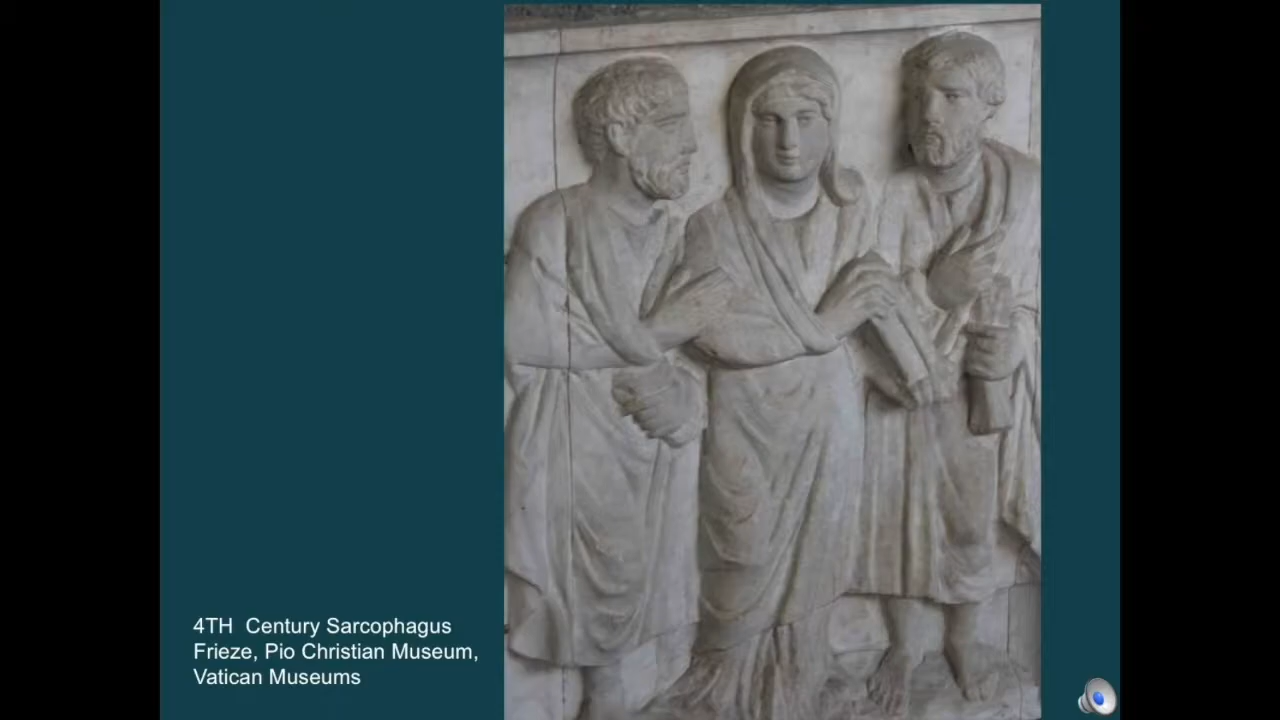 4TH Century Sarcophagus
Frieze, Pio Christian Museum,
Vatican Museums